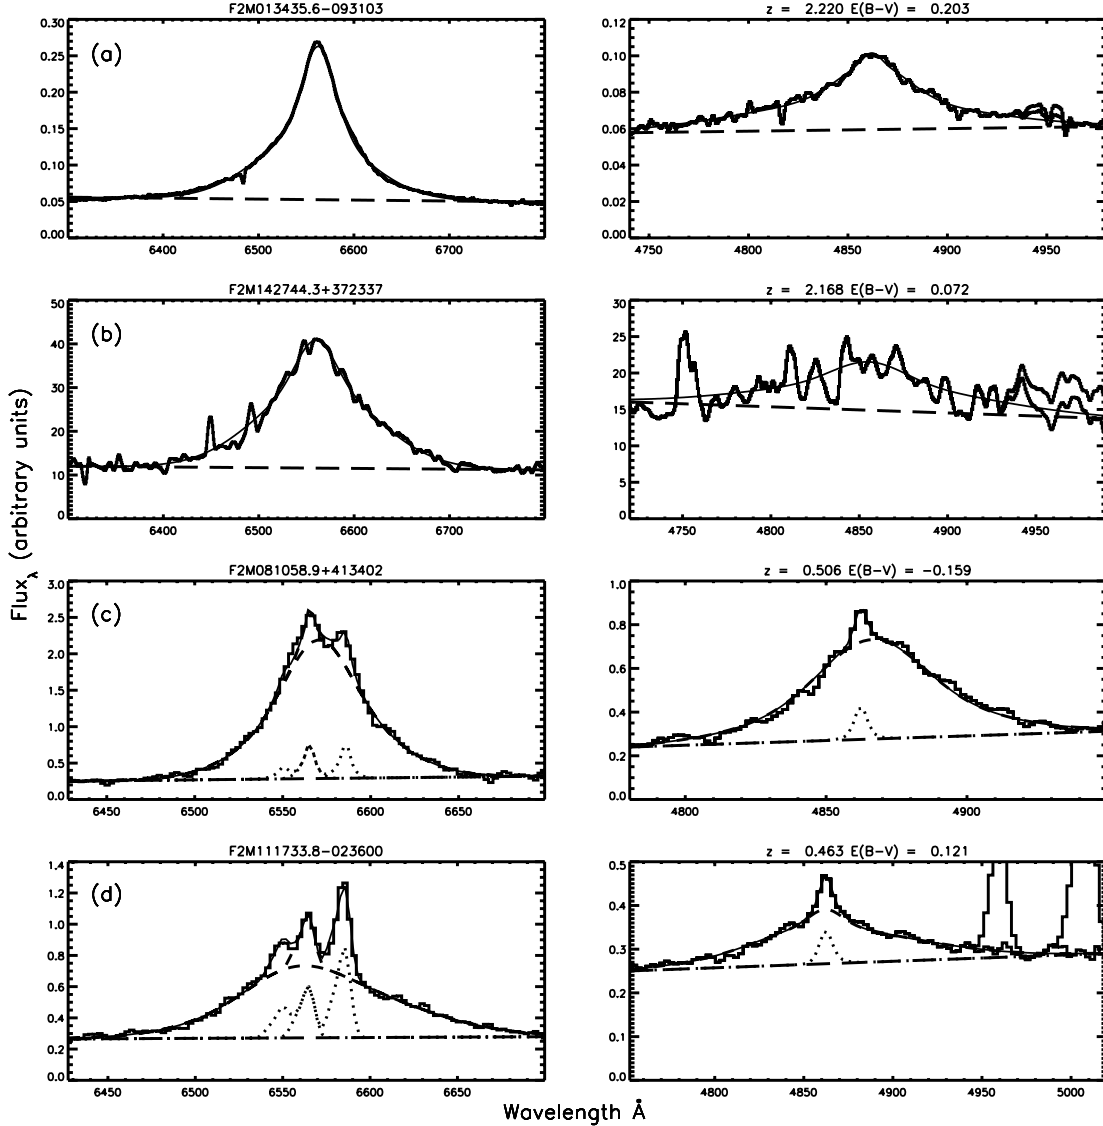 F2M013435.6−093103
z = 2.220 E(B−V) = 0.203
(a)
0.30
0.25
0.20
0.15
0.10
0.05
0.00
6400 6500 6600 6700
0.12
0.10
0.08
0.06
0.04
0.02
0.00
4750 4800 4850 4900 4950
F2M142744.3+372337
z = 2.168 E(B−V) = 0.072
(b)
50
40
30
20
10
0
6400 6500 6600 6700
30
25
20
15
10
5
0
4750 4800 4850 4900 4950
F2M081058.9+413402
z = 0.506 E(B−V) = −0.159
(c)
3.0
2.5
2.0
1.5
1.0
0.5
0.0
6450 6500 6550 6600 6650
1.0
0.8
0.6
0.4
0.2
0.0
4800 4850 4900
F2M111733.8−023600
z = 0.463 E(B−V) = 0.121
(d)
1.4
1.2
1.0
0.8
0.6
0.4
0.2
0.0
6450 6500 6550 6600 6650
0.5
0.4
0.3
0.2
0.1
0.0
4800 4850 4900 4950 5000
Flux_λ (arbitrary units)
Wavelength Å